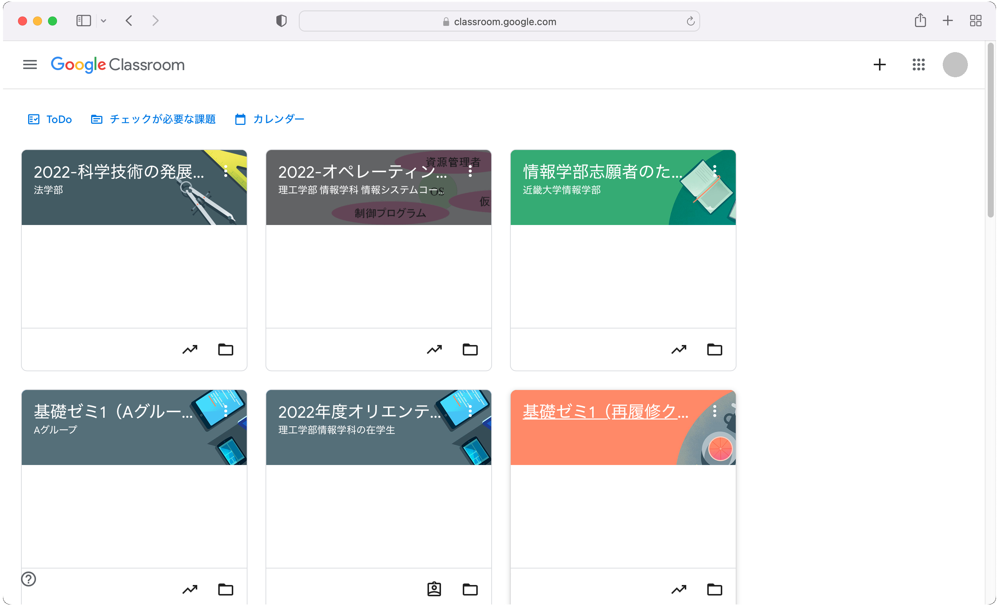 classroom.google.com
Google Classroom
ToDo
チェックが必要な課題
カレンダー
2022-科学技術の発展...
法学部
資源管理者
2022-オペレーティン...
理工学部 情報学科 情報システムコー...
OS
仮
制御プログラム
情報学部志願者のた...
近畿大学情報学部
基礎ゼミ1（Aグルー...
Aグループ
2022年度オリエンテ...
理工学部情報学科の在学生
基礎ゼミ1（再履修ク...